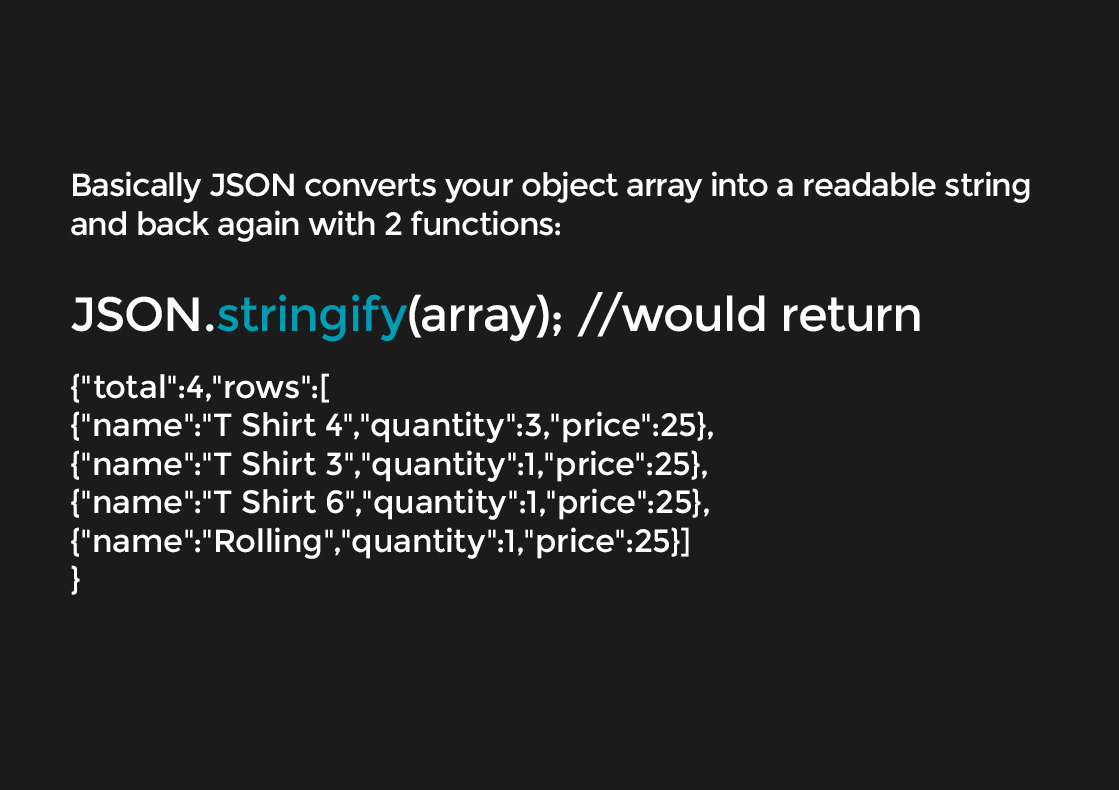 Basically JSON converts your object array into a readable string
and back again with 2 functions:
JSON.stringify(array); //would return
{"total":4,"rows":[
{"name":"T Shirt 4","quantity":3,"price":25},
{"name":"T Shirt 3","quantity":1,"price":25},
{"name":"T Shirt 6","quantity":1,"price":25},
{"name":"Rolling","quantity":1,"price":25}]
}